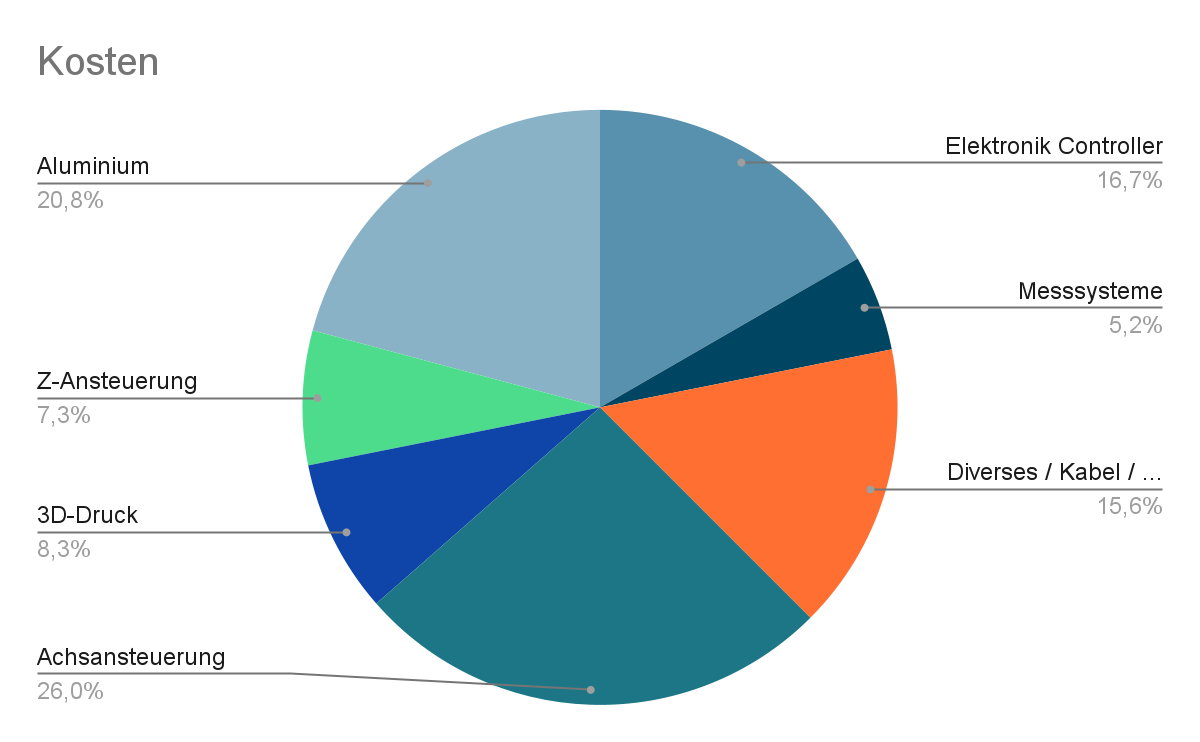 Kosten
Elektronik Controller
16,7%
Messsysteme
5,2%
Diverses / Kabel / ...
15,6%
Achsansteuerung
26,0%
3D-Druck
8,3%
Z-Ansteuerung
7,3%
Aluminium
20,8%